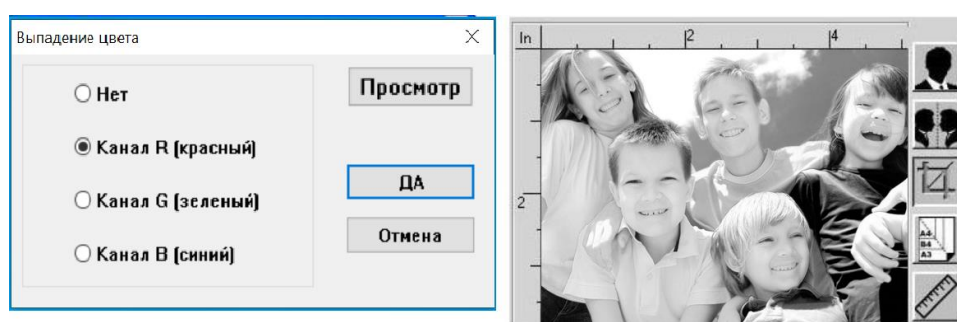 Выпадение цвета
Нет
Просмотр
Канал R (красный)
ДА
Канал G (зеленый)
Отмена
Канал B (синий)
In
2
4
2
A4
B4
A3